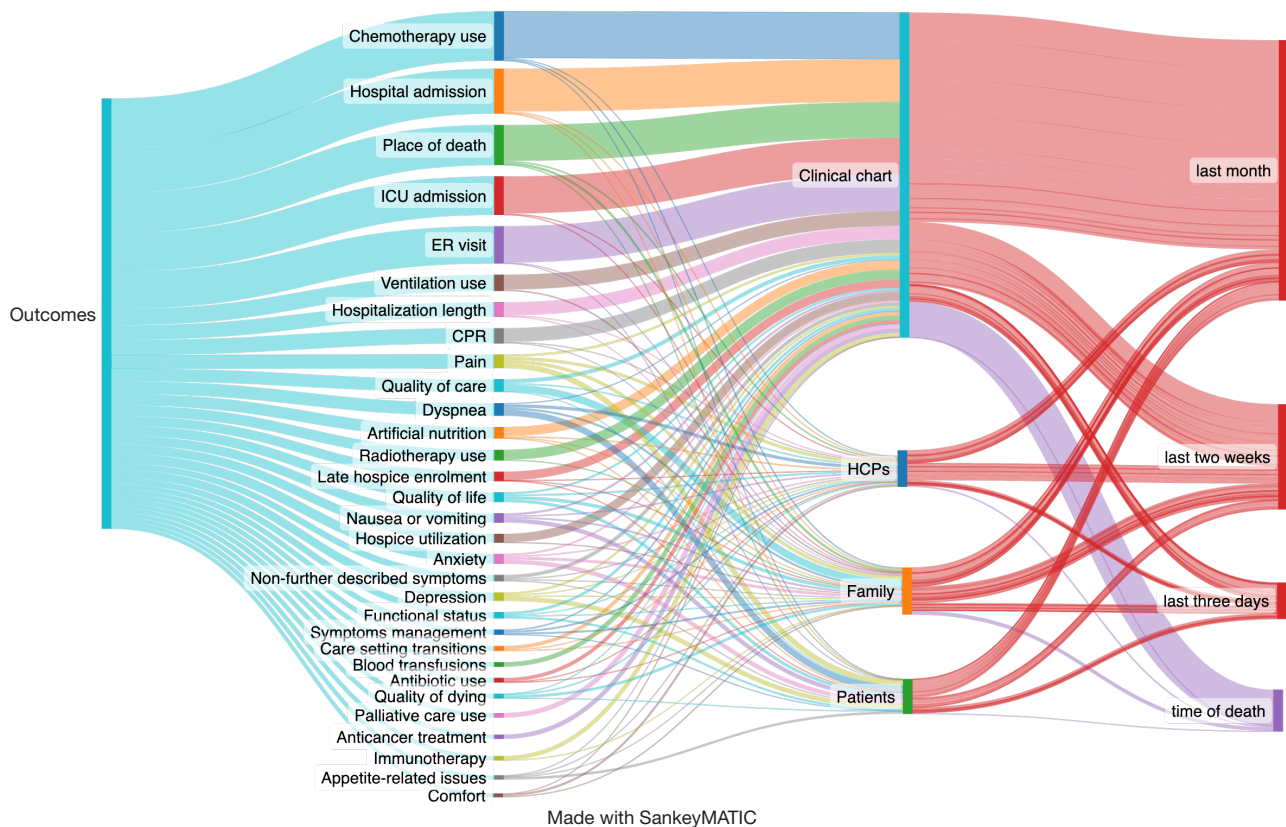 Outcomes
Chemotherapy use
Hospital admission
Place of death
ICU admission
ER visit
Ventilation use
Hospitalization length
CPR
Pain
Quality of care
Dyspnea
Artificial nutrition
Radiotherapy use
Late hospice enrolment
Quality of life
Nausea or vomiting
Hospice utilization
Anxiety
Non-further described symptoms
Depression
Functional status
Symptoms management
Care setting transitions
Blood transfusions
Antibiotic use
Quality of dying
Palliative care use
Anticancer treatment
Immunotherapy
Appetite-related issues
Comfort
Clinical chart
HCPs
Family
Patients
last month
last two weeks
last three days
time of death
Made with SankeyMATIC